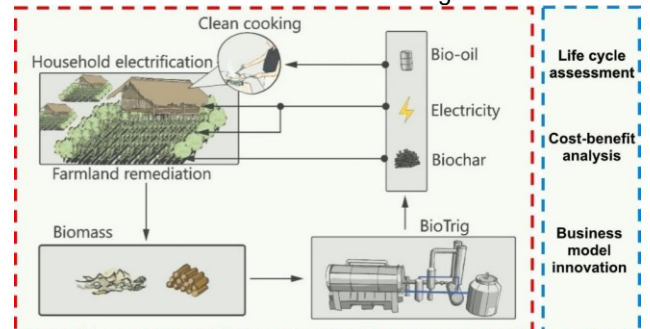 Clean cooking
Household electrification
Bio-oil
Electricity
Biochar
Farmland remediation
Biomass
BioTrig
Life cycle
assessment
Cost-benefit
analysis
Business
model
innovation